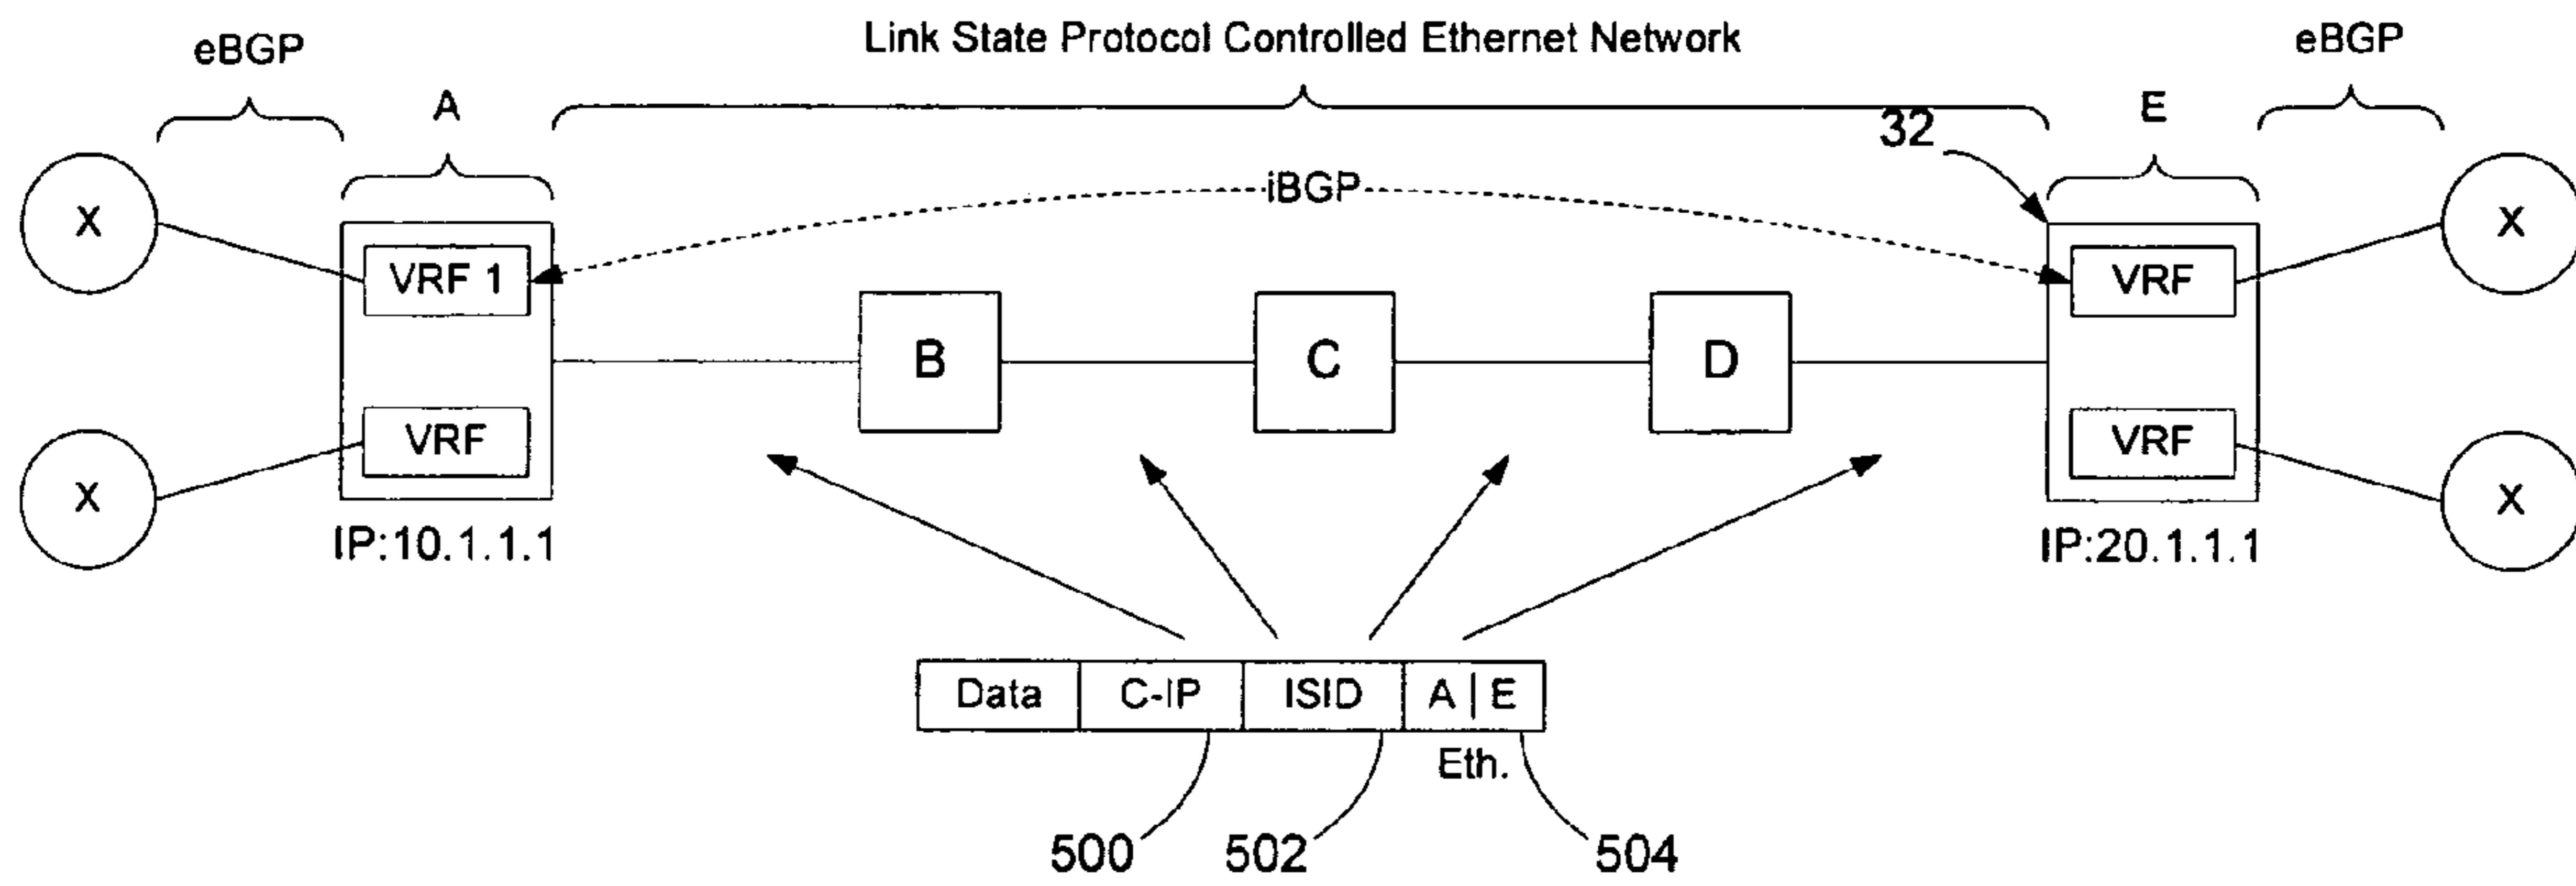 eBGP
Link State Protocol Controlled Ethernet Network
eBGP
A
E
32
iBGP
X
VRF 1
VRF
X
B
C
D
X
VRF
VRF
X
IP:10.1.1.1
IP:20.1.1.1
Data C-IP ISID A | E
Eth.
500 502 504